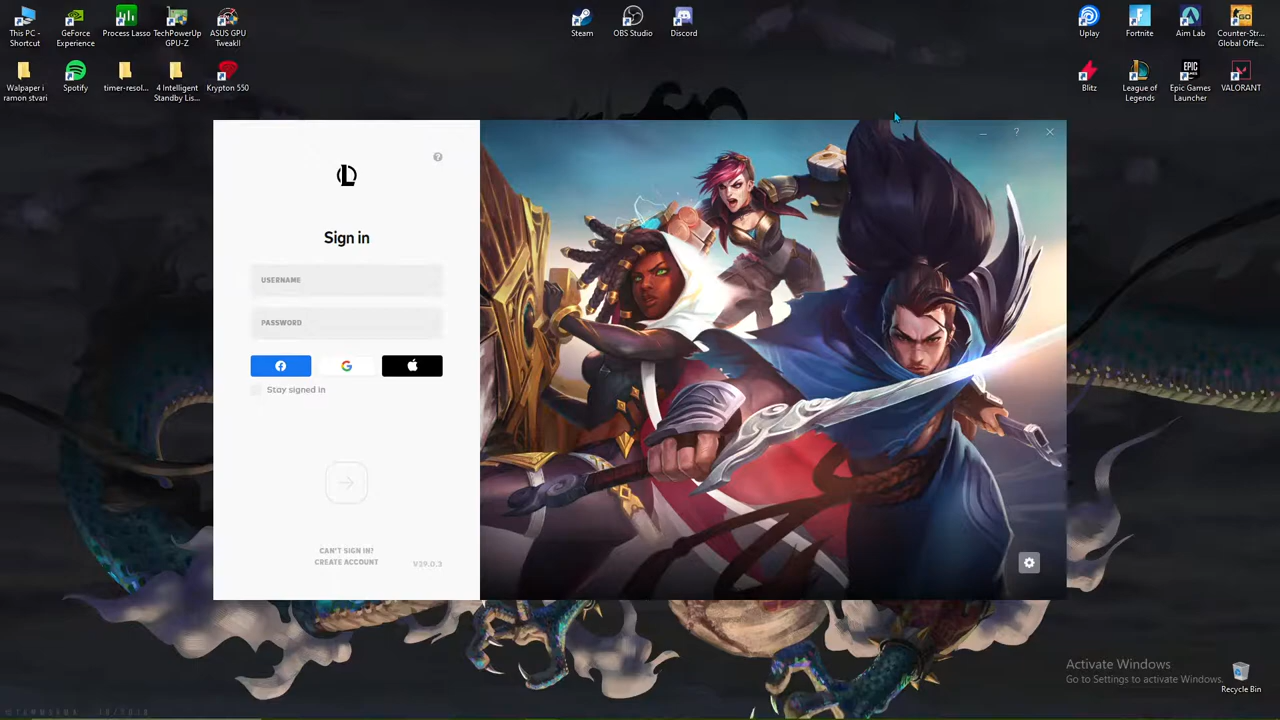 This PC -
Shortcut
GeForce
Experience
Process Lasso
TechPowerUp
GPU-Z
ASUS GPU
TweakII
Steam
OBS Studio
Discord
Uplay
Fortnite
Aim Lab
Counter-Str...
Global Offe...
Walpaper i
ramon stvari
Spotify
timer-resol...
4 Intelligent
Standby Lis...
Krypton 550
Blitz
League of
Legends
Epic Games
Launcher
VALORANT
Sign in
USERNAME
PASSWORD
Stay signed in
CAN'T SIGN IN?
CREATE ACCOUNT
V39.0.3
Activate Windows
Go to Settings to activate Windows.
Recycle Bin